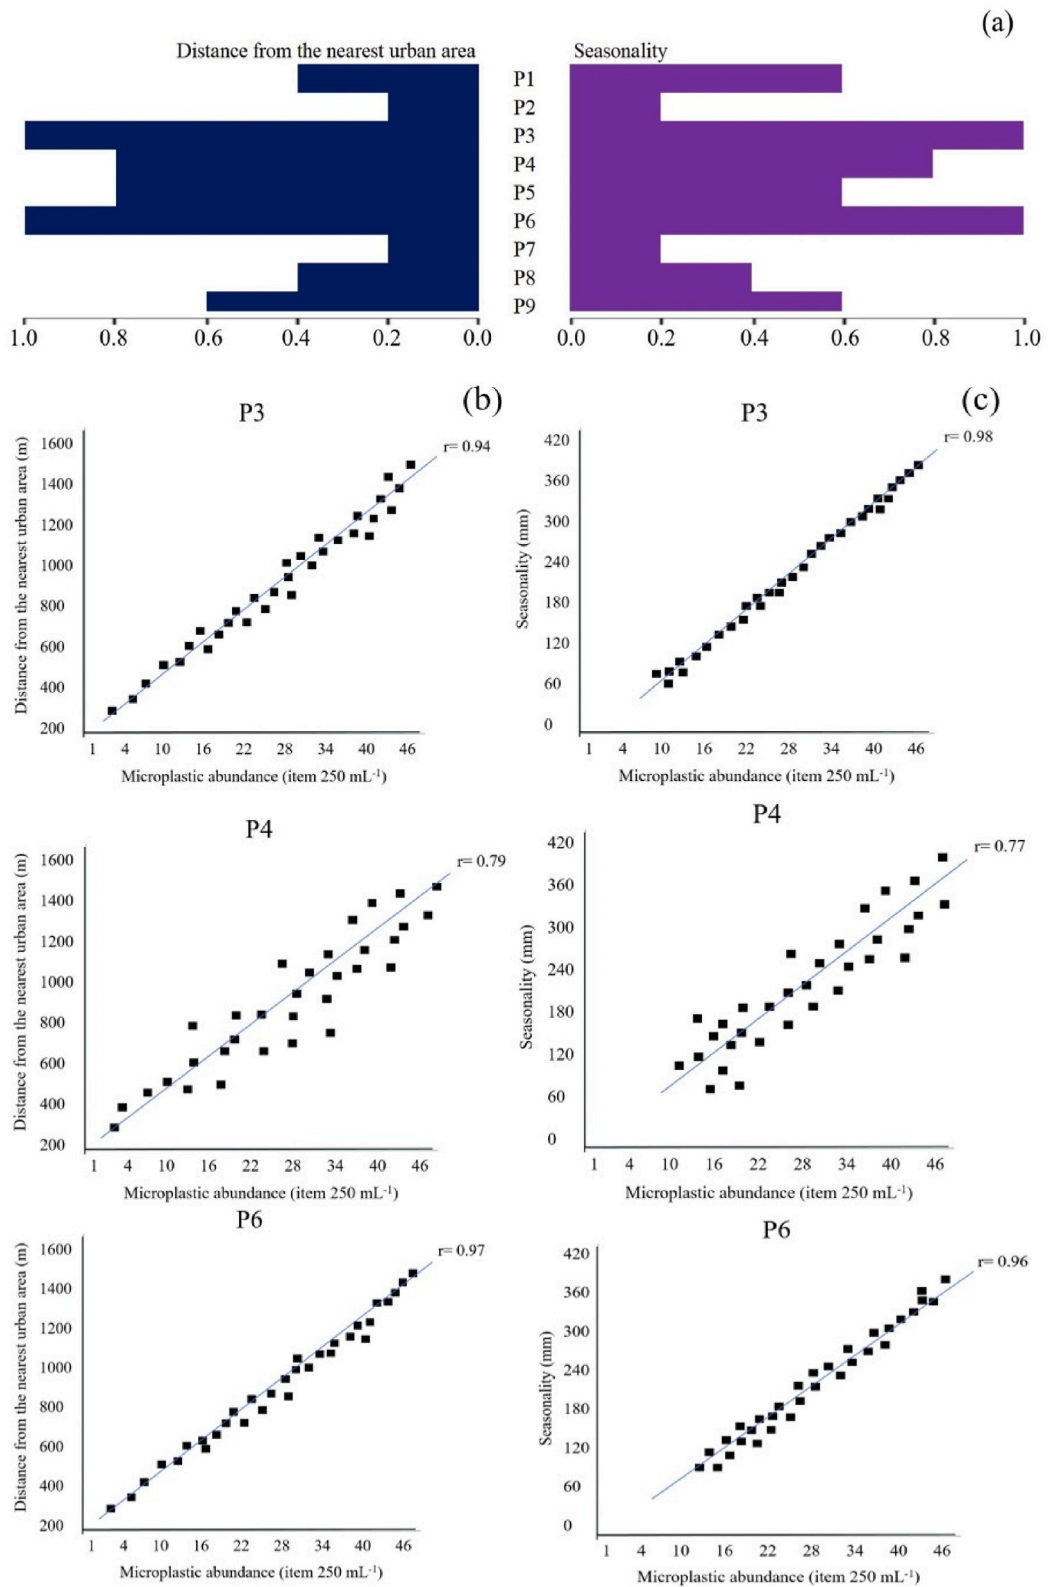 (a)
Distance from the nearest urban area Seasonality
P1
P2
P3
P4
P5
P6
P7
P8
P9
1.0 0.8 0.6 0.4 0.2 0.0 0.0 0.2 0.4 0.6 0.8 1.0
(b)
P3
r= 0.94
Distance from the nearest urban area (m)
1600
1400
1200
1000
800
600
400
200
1 4 10 16 22 28 34 40 46
Microplastic abundance (item 250 mL⁻¹)
(c)
P3
r= 0.98
Seasonality (mm)
420
360
300
240
180
120
60
0
1 4 10 16 22 28 34 40 46
Microplastic abundance (item 250 mL⁻¹)
P4
r= 0.79
Distance from the nearest urban area (m)
1600
1400
1200
1000
800
600
400
200
1 4 10 16 22 28 34 40 46
Microplastic abundance (item 250 mL⁻¹)
P4
r= 0.77
Seasonality (mm)
420
360
300
240
180
120
60
0
1 4 10 16 22 28 34 40 46
Microplastic abundance (item 250 mL⁻¹)
P6
r= 0.97
Distance from the nearest urban area (m)
1600
1400
1200
1000
800
600
400
200
1 4 10 16 22 28 34 40 46
Microplastic abundance (item 250 mL⁻¹)
P6
r= 0.96
Seasonality (mm)
420
360
300
240
180
120
60
0
1 4 10 16 22 28 34 40 46
Microplastic abundance (item 250 mL⁻¹)